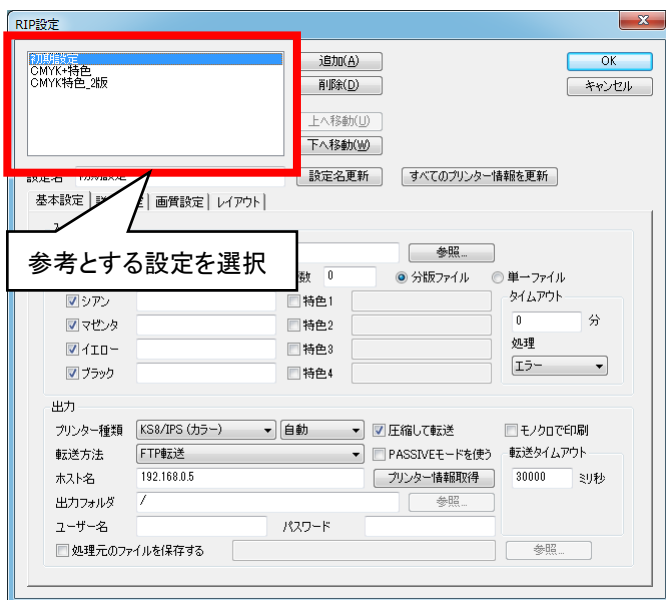 RIP設定
初期設定
CMYK+特色
CMYK特色_2版
追加(A)
削除(D)
上へ移動(U)
下へ移動(W)
OK
キャンセル
設定名更新
すべてのプリンター情報を更新
基本設定
画質設定
レイアウト
参考とする設定を選択
参照...
数 0
分版ファイル
単一ファイル
シアン
特色1
タイムアウト
マゼンタ
特色2
0 分
イエロー
特色3
処理
ブラック
特色4
エラー
出力
プリンター種類 KS8/IPS (カラー) 自動 圧縮して転送 モノクロで印刷
転送方法 FTP転送 PASSIVEモードを使う 転送タイムアウト
ホスト名 192.168.0.5 プリンター情報取得 30000 ミリ秒
出力フォルダ / 参照...
ユーザー名 パスワード
処理元のファイルを保存する 参照...